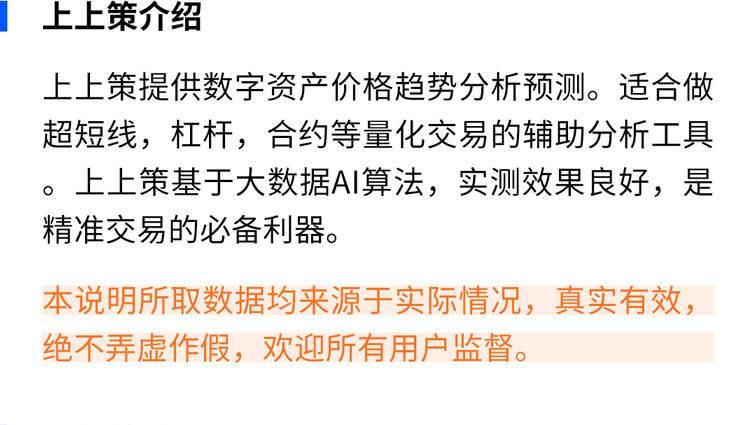 上上策介绍
上上策提供数字资产价格趋势分析预测。适合做
超短线，杠杆，合约等量化交易的辅助分析工具
。上上策基于大数据AI算法，实测效果良好，是
精准交易的必备利器。
本说明所取数据均来源于实际情况，真实有效，
绝不弄虚作假，欢迎所有用户监督。